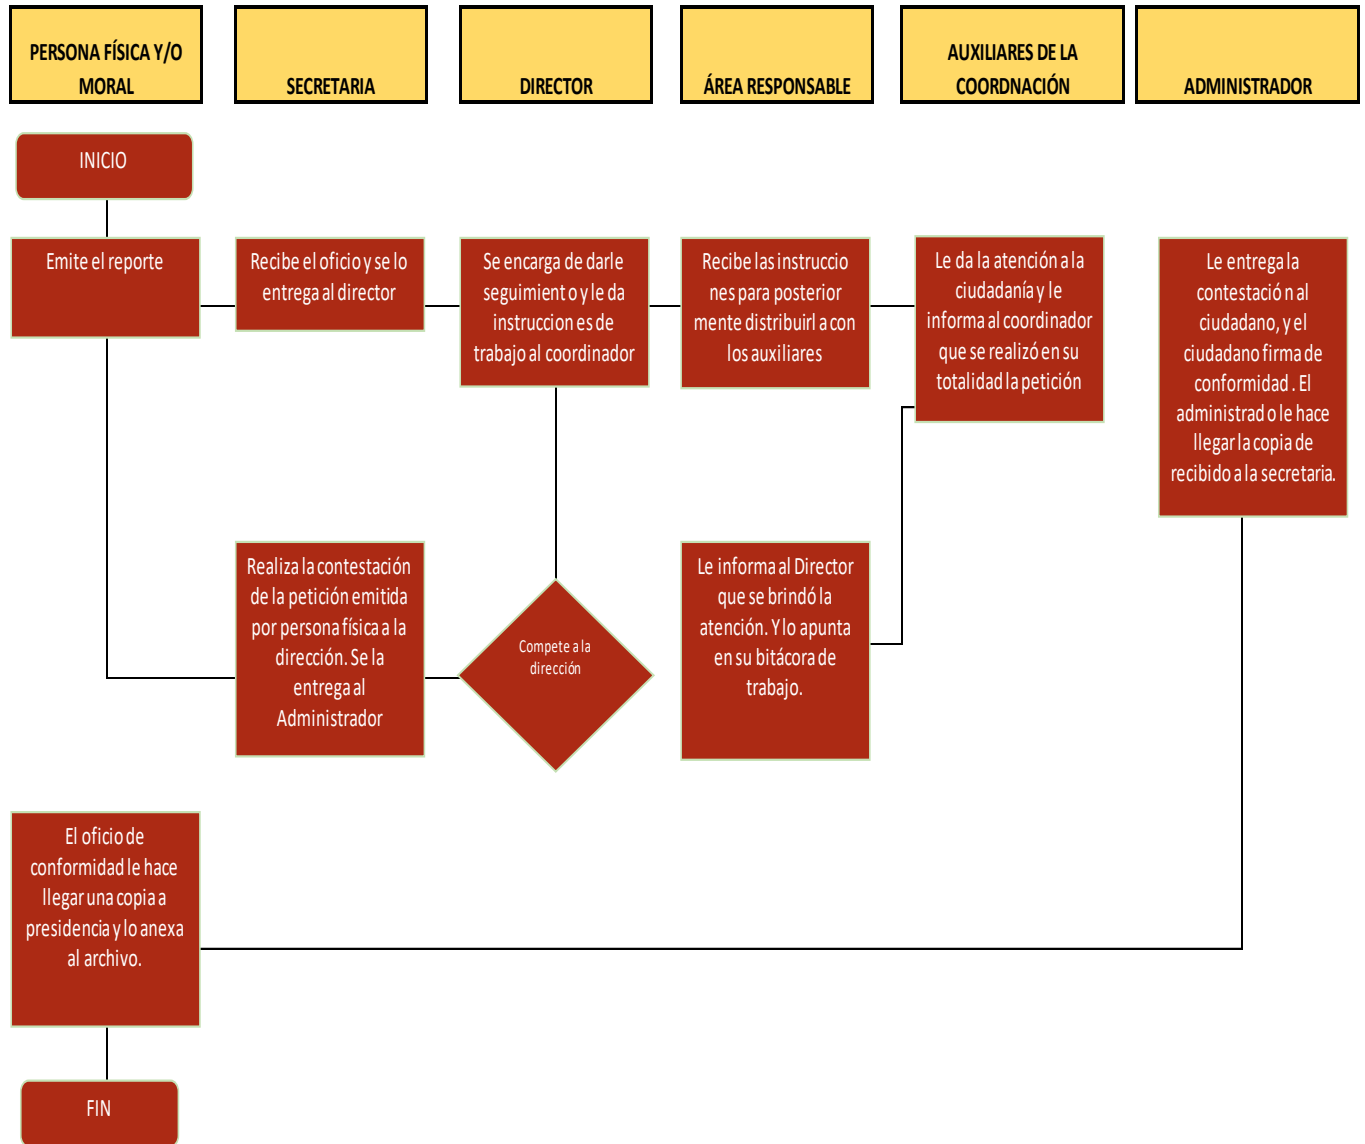 PERSONA FÍSICA Y/O
MORAL
SECRETARIA
DIRECTOR
ÁREA RESPONSABLE
AUXILIARES DE LA
COORDNACIÓN
ADMINISTRADOR
INICIO
Emite el reporte
Recibe el oficio y se lo
entrega al director
Se encarga de darle
seguimient o y le da
instruccion es de
trabajo al coordinador
Recibe las instruccio
nes para posterior
mente distribuirl a con
los auxiliares
Le da la atención a la
ciudadanía y le
informa al coordinador
que se realizó en su
totalidad la petición
Le entrega la
contestació n al
ciudadano, y el
ciudadano firma de
conformidad . El
administrad o le hace
llegar la copia de
recibido a la secretaria.
Realiza la contestación
de la petición emitida
por persona física a la
dirección. Se la
entrega al
Administrador
Compete a la
dirección
Le informa al Director
que se brindó la
atención. Y lo apunta
en su bitácora de
trabajo.
El oficio de
conformidad le hace
llegar una copia a
presidencia y lo anexa
al archivo.
FIN